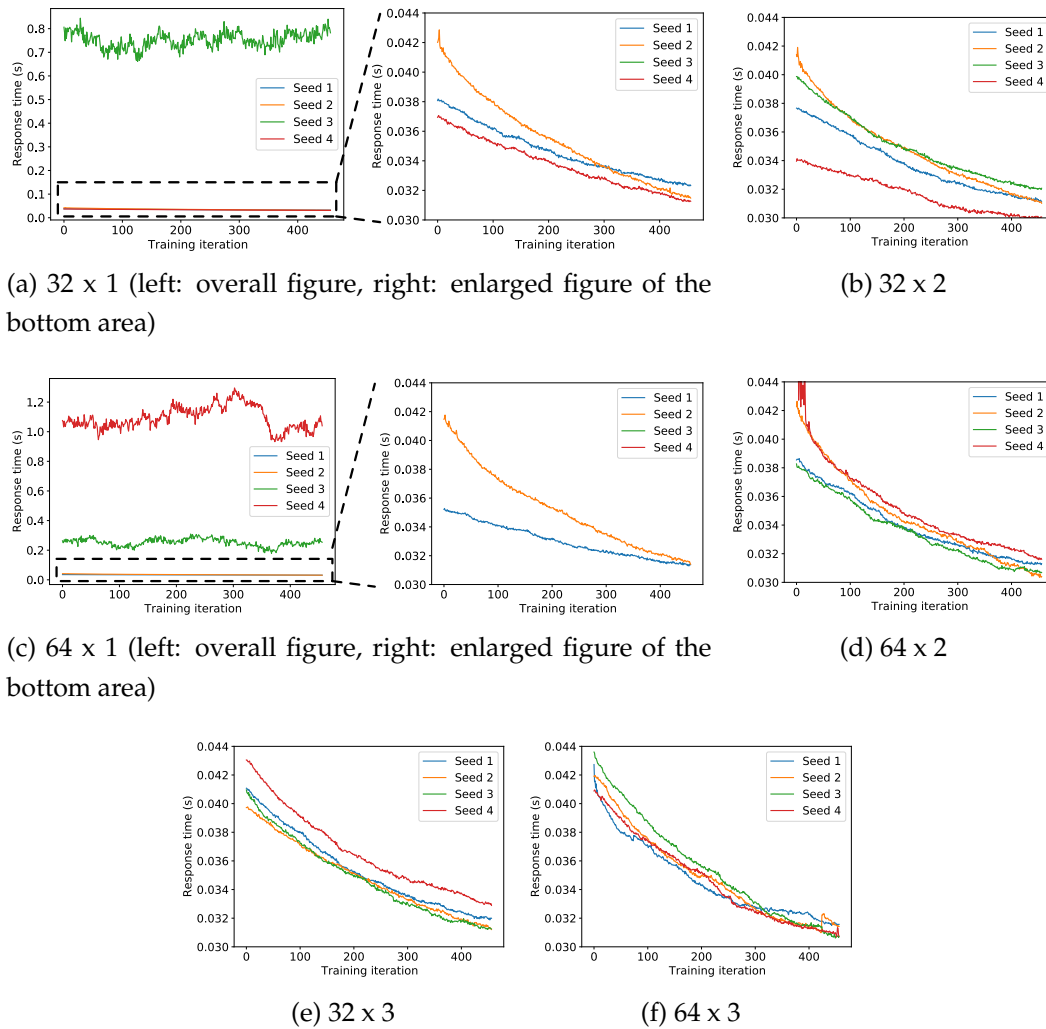 0.8
0.7
0.6
0.5
0.4
0.3
0.2
0.1
0.0
Response time (s)
Seed 1
Seed 2
Seed 3
Seed 4
0
100
200
300
400
Training iteration
0.044
0.042
0.040
0.038
0.036
0.034
0.032
0.030
Response time (s)
Seed 1
Seed 2
Seed 3
Seed 4
0
100
200
300
400
Training iteration
0.044
0.042
0.040
0.038
0.036
0.034
0.032
0.030
Response time (s)
Seed 1
Seed 2
Seed 3
Seed 4
0
100
200
300
400
Training iteration
(a) 32 x 1 (left: overall figure, right: enlarged figure of the
bottom area)
(b) 32 x 2
1.2
1.0
0.8
0.6
0.4
0.2
0.0
Response time (s)
Seed 1
Seed 2
Seed 3
Seed 4
0
100
200
300
400
Training iteration
0.044
0.042
0.040
0.038
0.036
0.034
0.032
0.030
Response time (s)
Seed 1
Seed 2
Seed 3
Seed 4
0
100
200
300
400
Training iteration
0.044
0.042
0.040
0.038
0.036
0.034
0.032
0.030
Response time (s)
Seed 1
Seed 2
Seed 3
Seed 4
0
100
200
300
400
Training iteration
(c) 64 x 1 (left: overall figure, right: enlarged figure of the
bottom area)
(d) 64 x 2
0.044
0.042
0.040
0.038
0.036
0.034
0.032
0.030
Response time (s)
Seed 1
Seed 2
Seed 3
Seed 4
0
100
200
300
400
Training iteration
0.044
0.042
0.040
0.038
0.036
0.034
0.032
0.030
Response time (s)
Seed 1
Seed 2
Seed 3
Seed 4
0
100
200
300
400
Training iteration
(e) 32 x 3
(f) 64 x 3